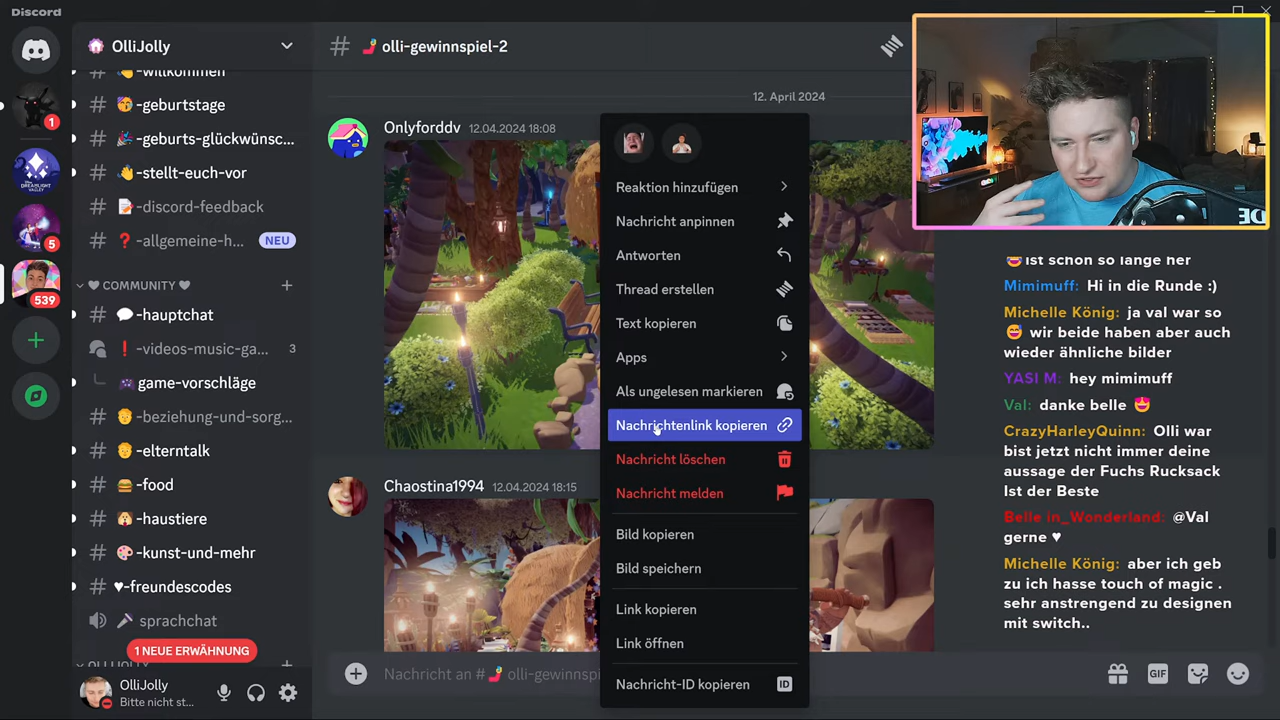 Discord
OlliJolly
# olli-gewinnspiel-2
# -willkommen
# -geburtstage
# -geburts-glückwünsc...
# -stellt-euch-vor
# -discord-feedback
# -allgemeine-h... NEU
COMMUNITY
# -hauptchat
-videos-music-ga... 3
game-vorschläge
# -beziehung-und-sorg...
# -elterntalk
# -food
# -haustiere
# -kunst-und-mehr
# ♥-freundescodes
sprachchat
1 NEUE ERWÄHNUNG
OlliJolly
Bitte nicht st...
1
5
539
12. April 2024
Onlyforddv 12.04.2024 18:08
Chaostina1994 12.04.2024 18:15
Nachricht an # olli-gewinnspi
Reaktion hinzufügen
Nachricht anpinnen
Antworten
Thread erstellen
Text kopieren
Apps
Als ungelesen markieren
Nachrichtenlink kopieren
Nachricht löschen
Nachricht melden
Bild kopieren
Bild speichern
Link kopieren
Link öffnen
Nachricht-ID kopieren ID
GIF
ist schon so lange her
Mimimuff: Hi in die Runde :)
Michelle König: ja val war so
😅 wir beide haben aber auch
wieder ähnliche bilder
YASI M: hey mimimuff
Val: danke belle 😍
CrazyHarleyQuinn: Olli war
bist jetzt nicht immer deine
aussage der Fuchs Rucksack
Ist der Beste
Belle in_Wonderland: @Val
gerne ♥
Michelle König: aber ich geb
zu ich hasse touch of magic .
sehr anstrengend zu designen
mit switch..